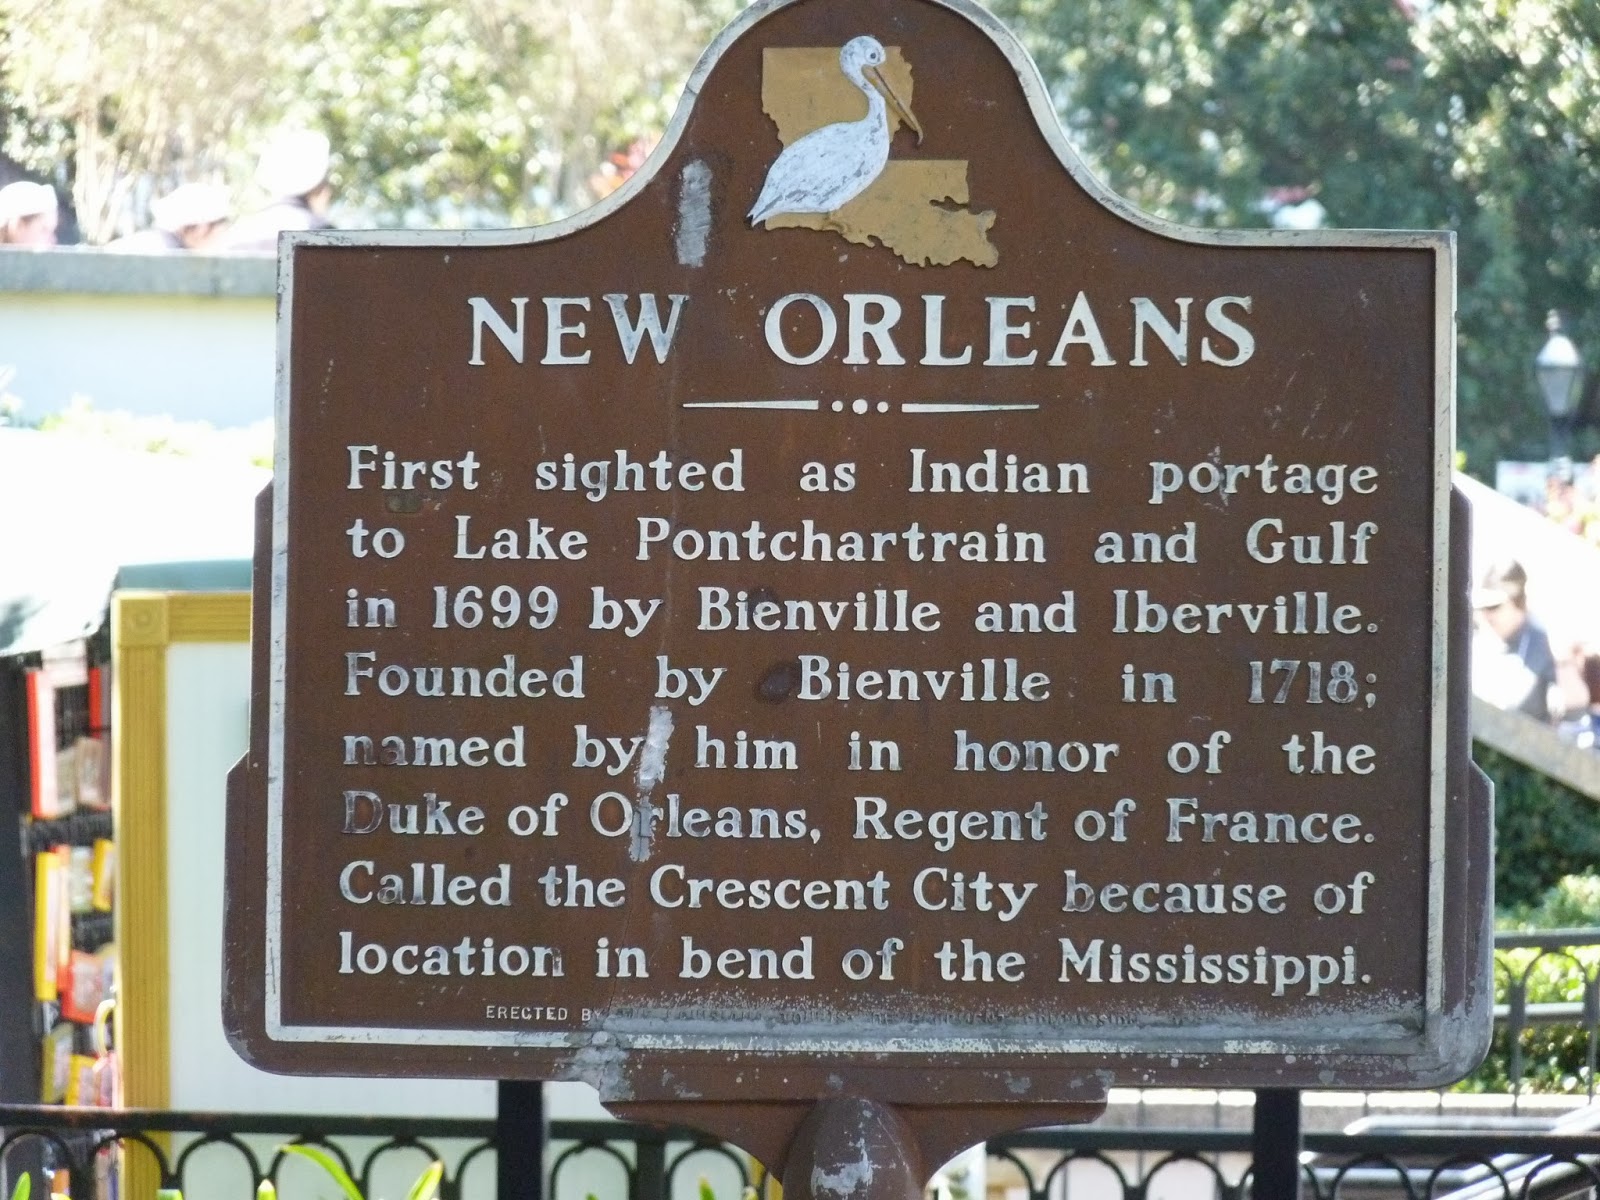 NEW ORLEANS
First sighted as Indian portage
to Lake Pontchartrain and Gulf
in 1699 by Bienville and Iberville.
Founded by Bienville in 1718;
named by him in honor of the
Duke of Orleans, Regent of France.
Called the Crescent City because of
location in bend of the Mississippi.
ERECTED BY